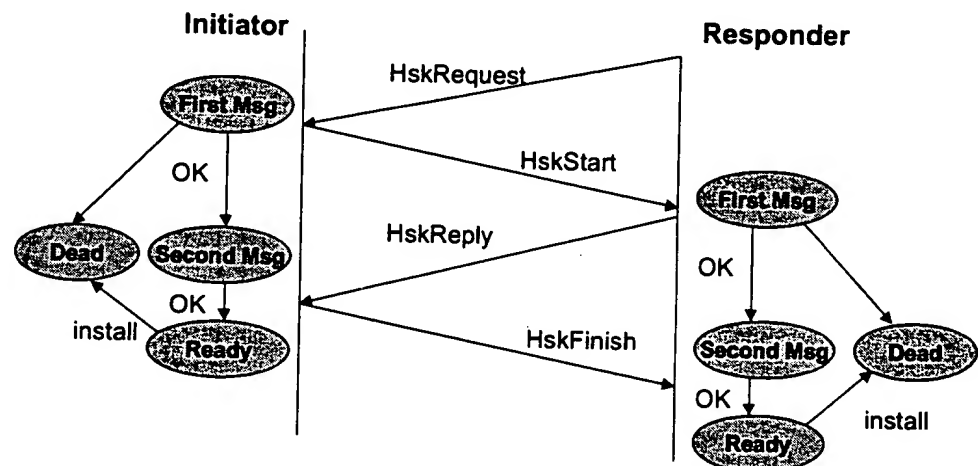 Initiator
Responder
HskRequest
First Msg
OK
HskStart
First Msg
HskReply
Dead
Second Msg
OK
OK
install
Ready
HskFinish
Second Msg
Dead
OK
install
Ready